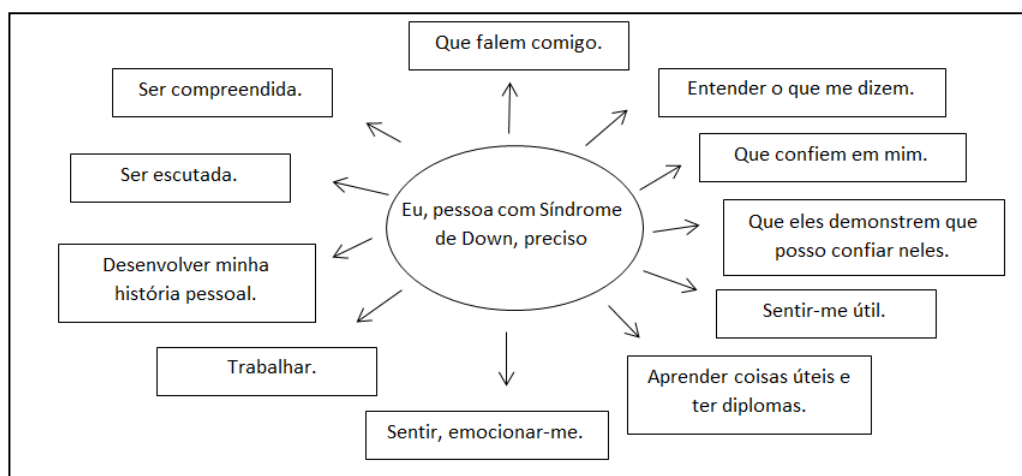 Que falem comigo.
Ser compreendida.
Entender o que me dizem.
Que confiem em mim.
Ser escutada.
Eu, pessoa com Síndrome
de Down, preciso
Que eles demonstrem que
posso confiar neles.
Desenvolver minha
história pessoal.
Sentir-me útil.
Trabalhar.
Aprender coisas úteis e
ter diplomas.
Sentir, emocionar-me.